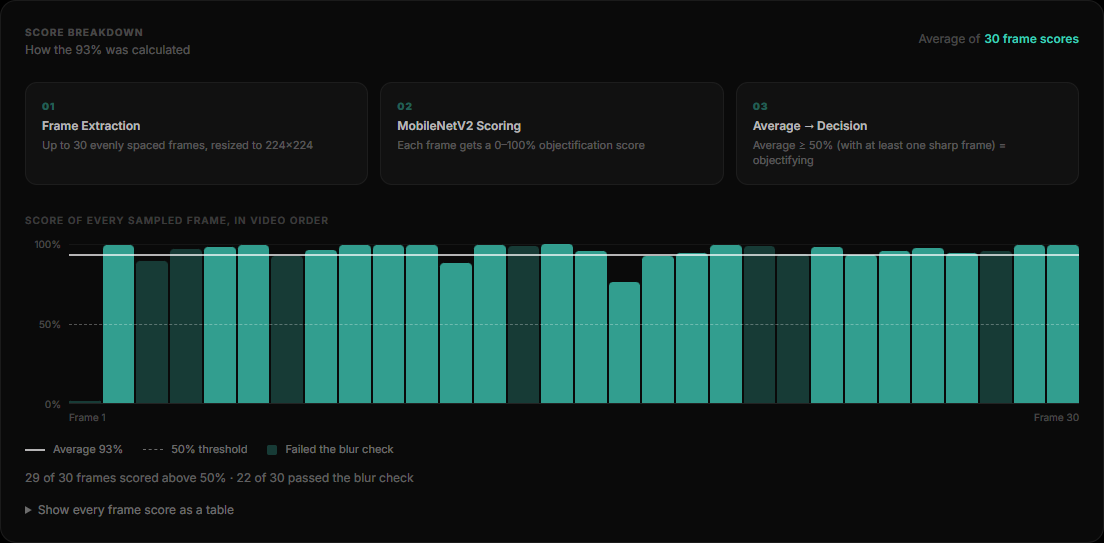 SCORE BREAKDOWN
How the 93% was calculated
Average of 30 frame scores
01
Frame Extraction
Up to 30 evenly spaced frames, resized to 224×224
02
MobileNetV2 Scoring
Each frame gets a 0–100% objectification score
03
Average → Decision
Average ≥ 50% (with at least one sharp frame) =
objectifying
SCORE OF EVERY SAMPLED FRAME, IN VIDEO ORDER
100%
50%
0%
Frame 1
Frame 30
Average 93%
50% threshold
Failed the blur check
29 of 30 frames scored above 50% · 22 of 30 passed the blur check
Show every frame score as a table